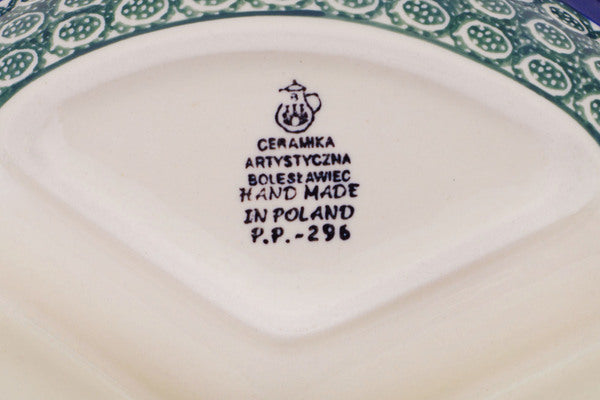 CERAMIKA
ARTYSTYCZNA
BOLESŁAWIEC
HAND MADE
IN POLAND
P.P.-296